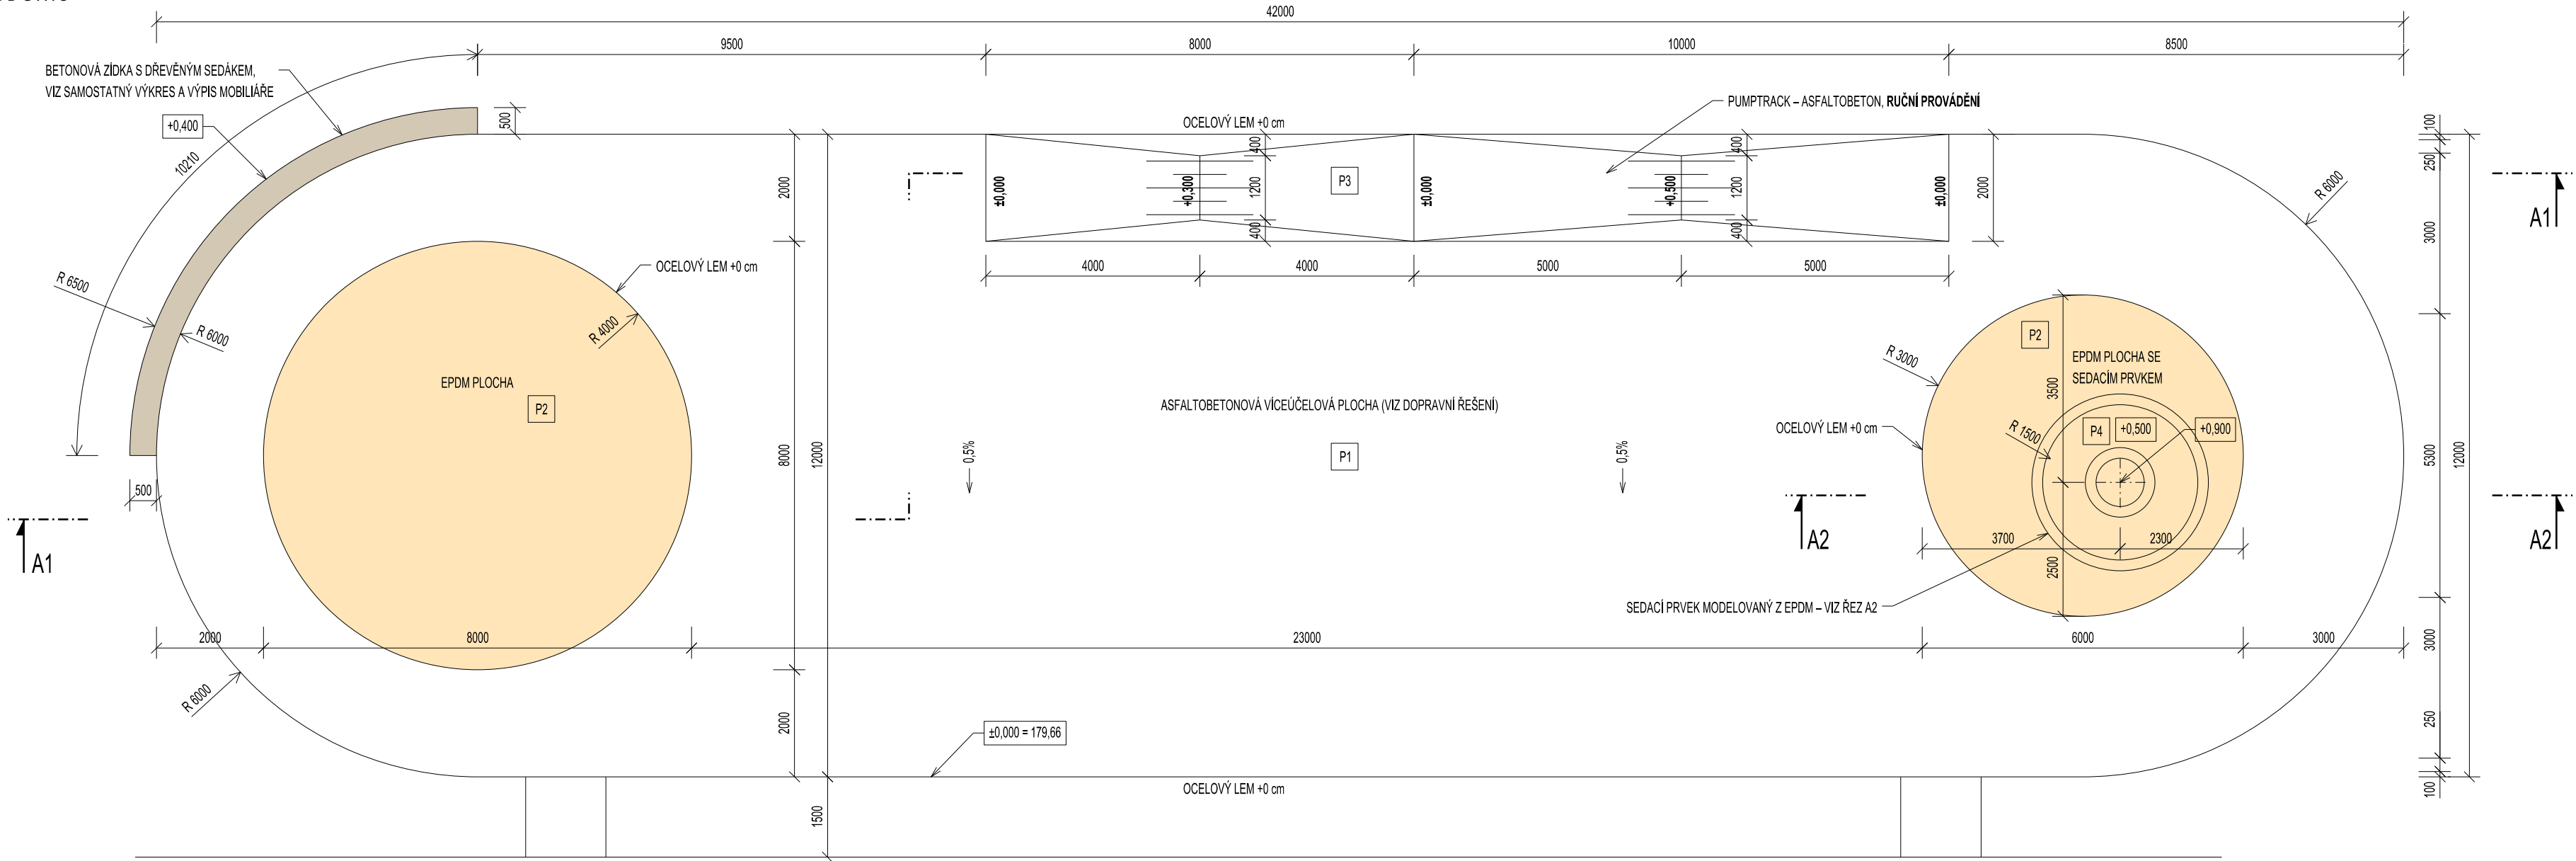 42000
9500
8000
10000
8500
BETONOVÁ ZÍDKA S DŘEVĚNÝM SEDÁKEM,
VIZ SAMOSTATNÝ VÝKRES A VÝPIS MOBILIÁŘE
+0,400
10210
500
OCELOVÝ LEM +0 cm
PUMPTRACK – ASFALTOBETON, RUČNÍ PROVÁDĚNÍ
400
400
100
250
2000
±0,000
+0,300
1200
P3
±0,000
+0,500
1200
±0,000
2000
R 6000
A1
A1
3000
400
400
OCELOVÝ LEM +0 cm
4000
4000
5000
5000
R 6500
R 6000
R 4000
EPDM PLOCHA
P2
P2
R 3000
EPDM PLOCHA SE
SEDACÍM PRVKEM
3500
ASFALTOBETONOVÁ VÍCEÚČELOVÁ PLOCHA (VIZ DOPRAVNÍ ŘEŠENÍ)
OCELOVÝ LEM +0 cm
R 1500
P4
+0,500
+0,900
8000
12000
0,5%
P1
0,5%
5300
12000
500
A2
A2
3700
2300
2500
SEDACÍ PRVEK MODELOVANÝ Z EPDM – VIZ ŘEZ A2
2000
8000
23000
6000
3000
3000
R 6000
2000
±0,000 = 179,66
250
OCELOVÝ LEM +0 cm
100
1500